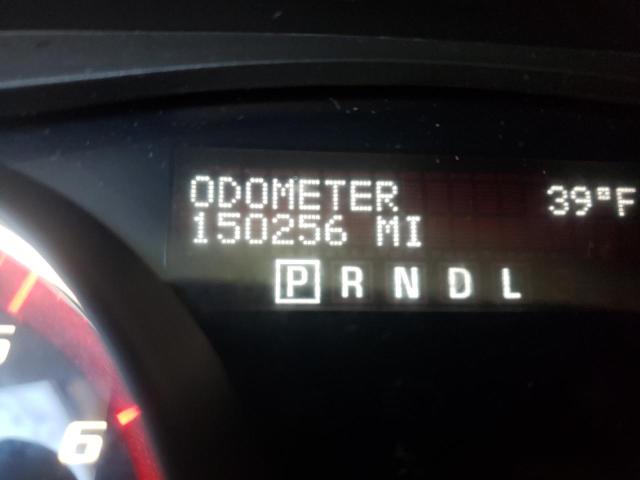 ODOMETER 39°F
150256 MI
P R N D L
6